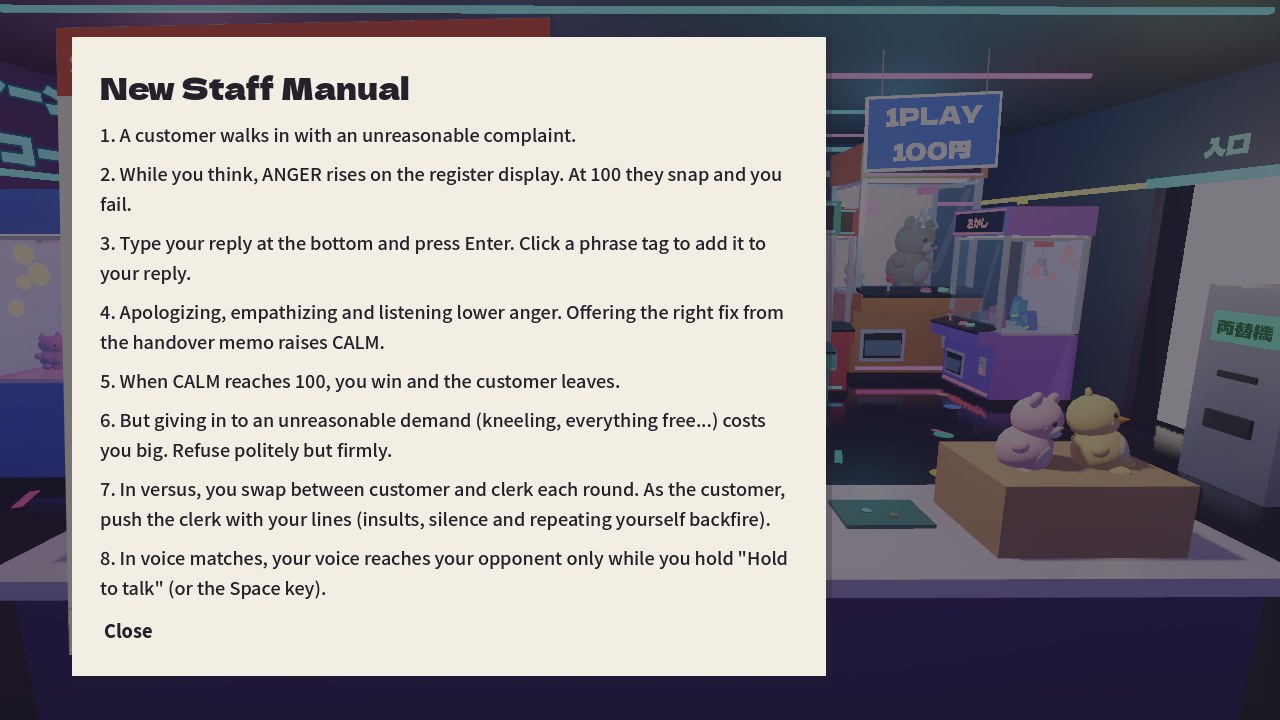 New Staff Manual
1. A customer walks in with an unreasonable complaint.
2. While you think, ANGER rises on the register display. At 100 they snap and you
fail.
3. Type your reply at the bottom and press Enter. Click a phrase tag to add it to
your reply.
4. Apologizing, empathizing and listening lower anger. Offering the right fix from
the handover memo raises CALM.
5. When CALM reaches 100, you win and the customer leaves.
6. But giving in to an unreasonable demand (kneeling, everything free...) costs
you big. Refuse politely but firmly.
7. In versus, you swap between customer and clerk each round. As the customer,
push the clerk with your lines (insults, silence and repeating yourself backfire).
8. In voice matches, your voice reaches your opponent only while you hold "Hold
to talk" (or the Space key).
Close
1PLAY
100円
入口
両替機